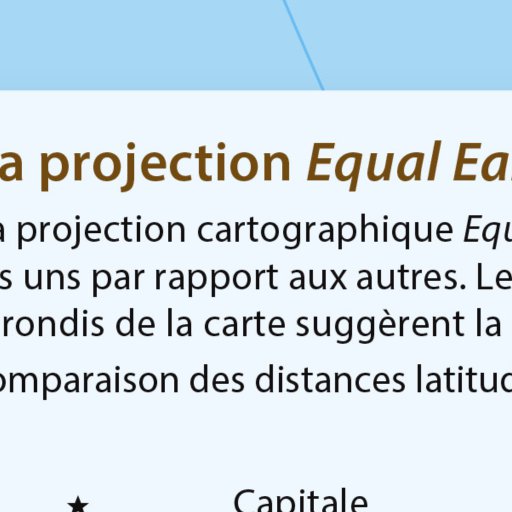 a projection Equal Ea
a projection cartographique Equ
s uns par rapport aux autres. Le
rondis de la carte suggèrent la
omparaison des distances latitud
Capitale